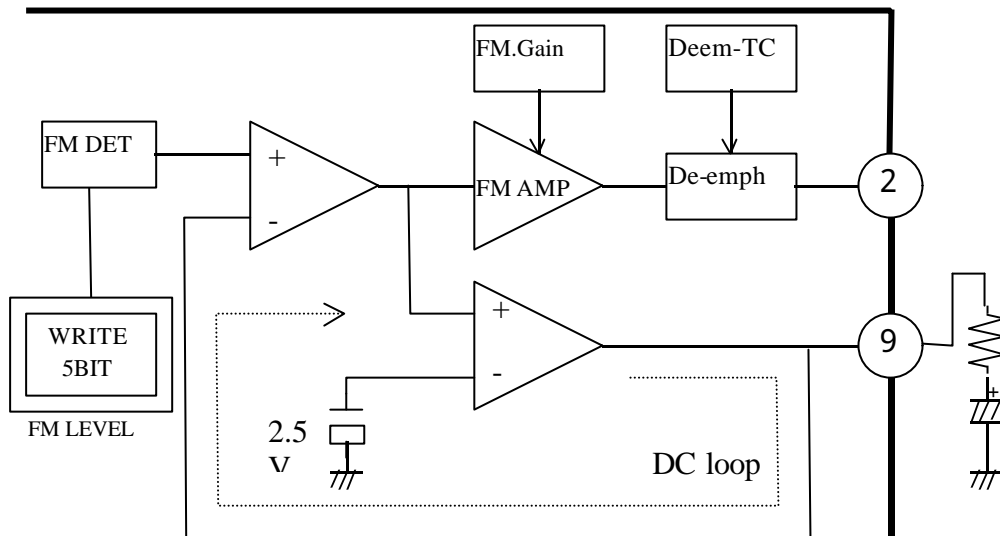 FM.Gain
Deem-TC
FM DET
+
-
FM AMP
De-emph
2
WRITE
5BIT
FM LEVEL
+
-
9
+
2.5
V
DC loop